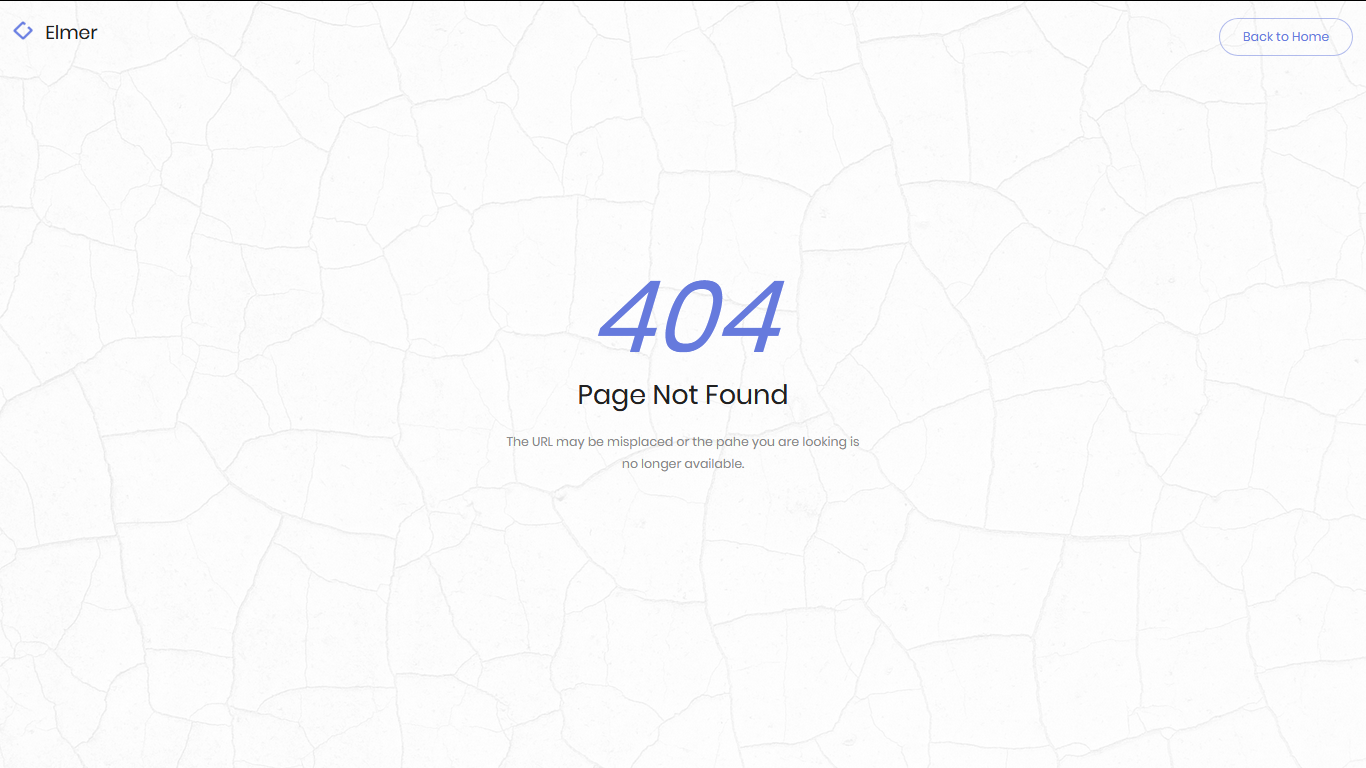 Elmer
Back to Home
404
Page Not Found
The URL may be misplaced or the pahe you are looking is
no longer available.